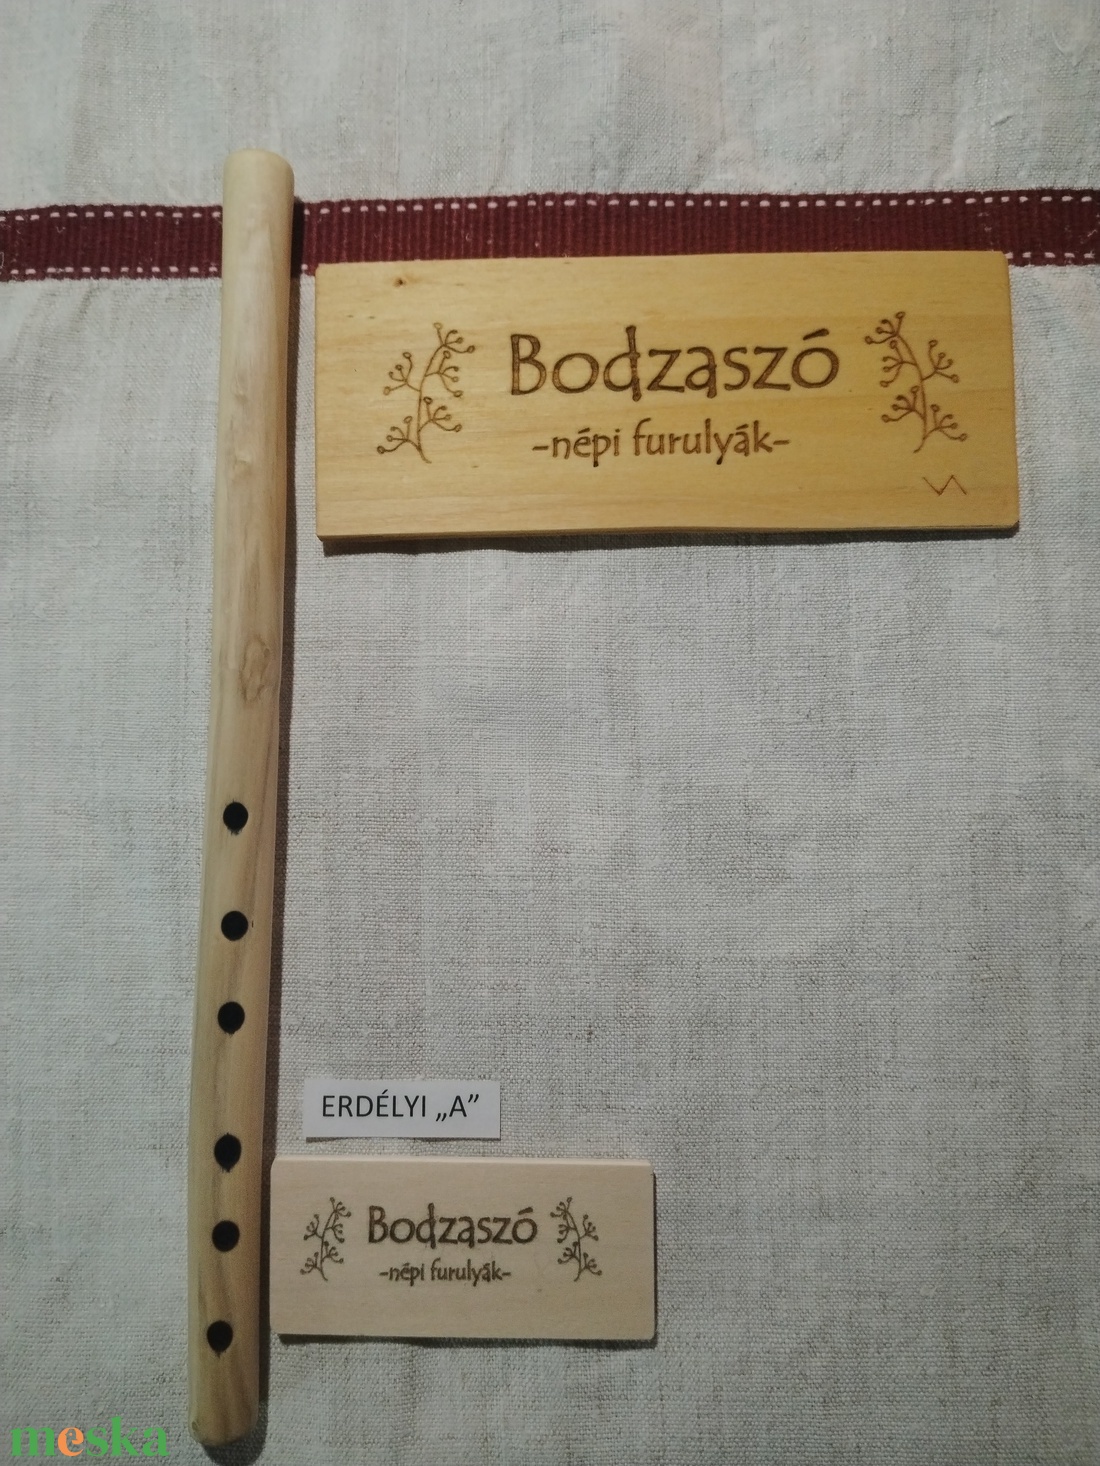 Bodzaszó
-népi furulyák-
ERDÉLYI „A”
Bodzaszó
-népi furulyák-
meska